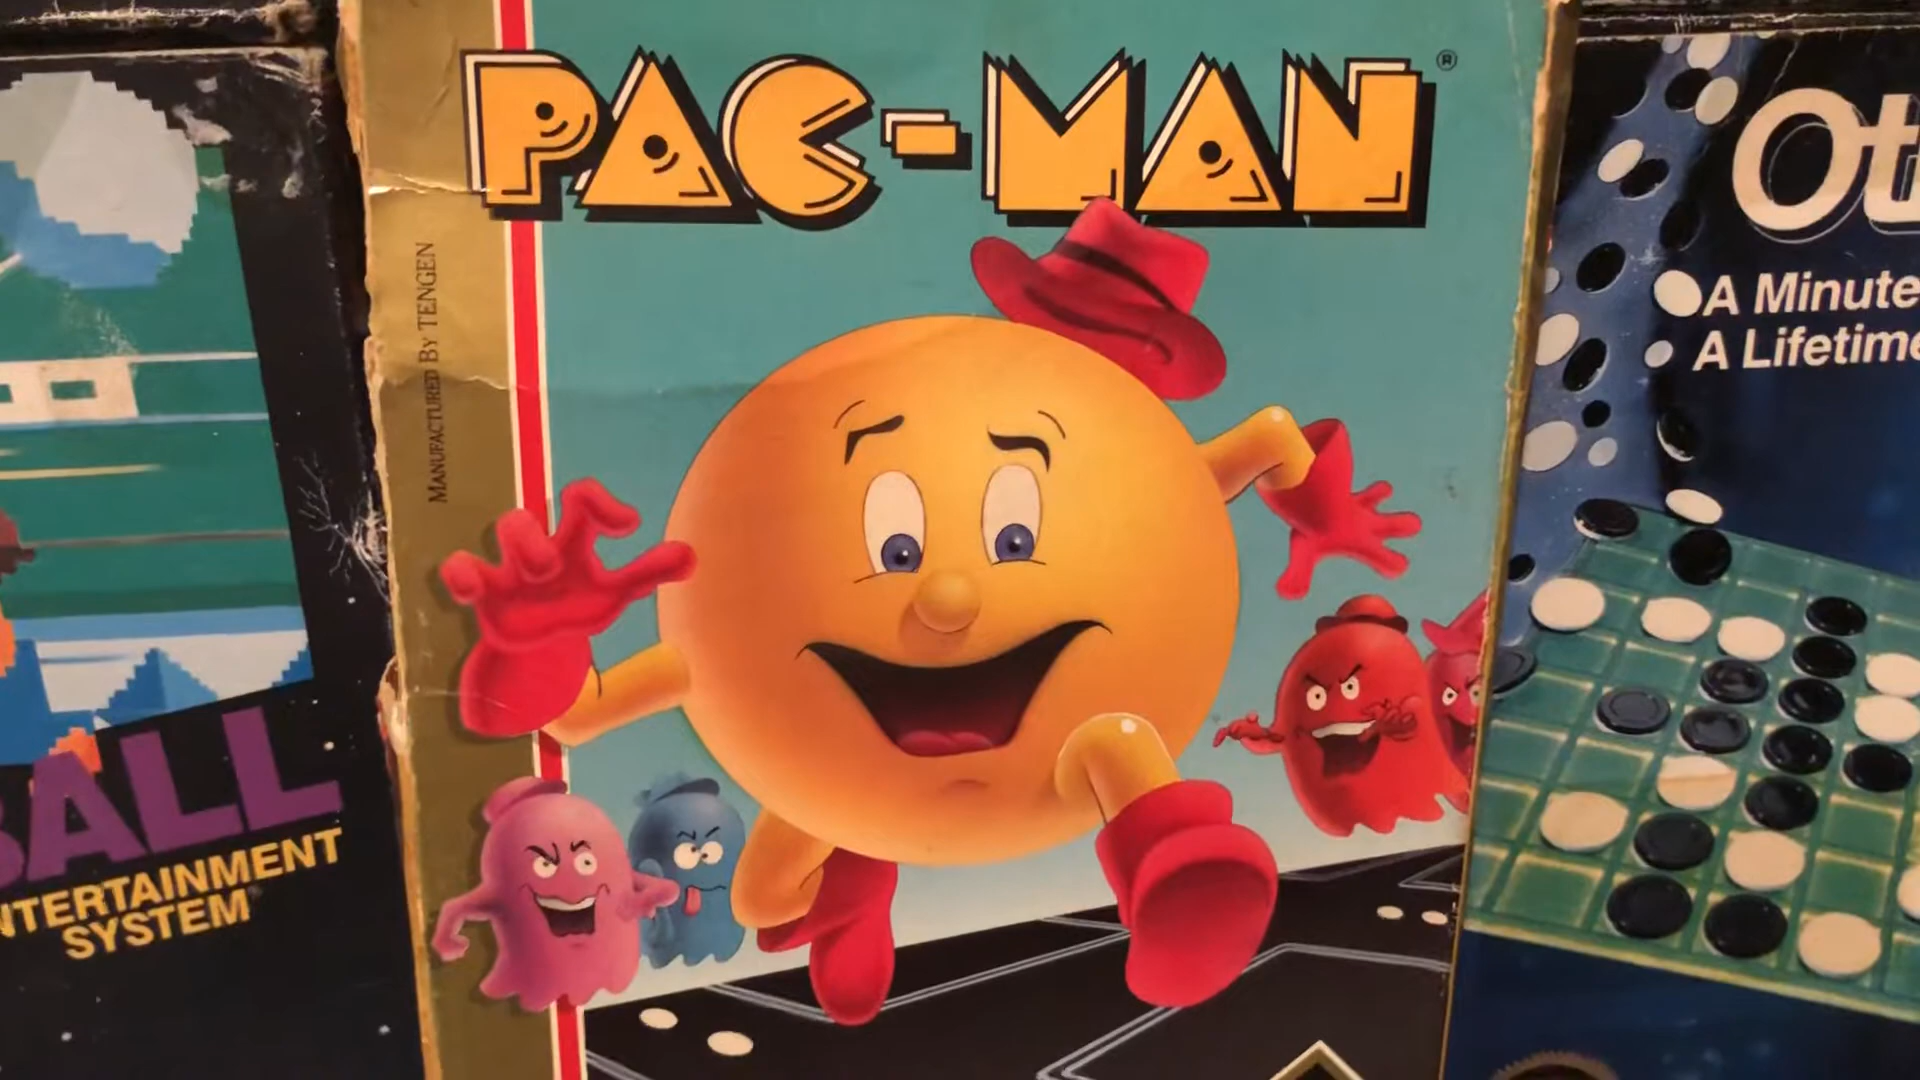 PAC-MAN®
MANUFACTURED BY TENGEN
BALL
ENTERTAINMENT
SYSTEM
Ot
A Minute
A Lifetime